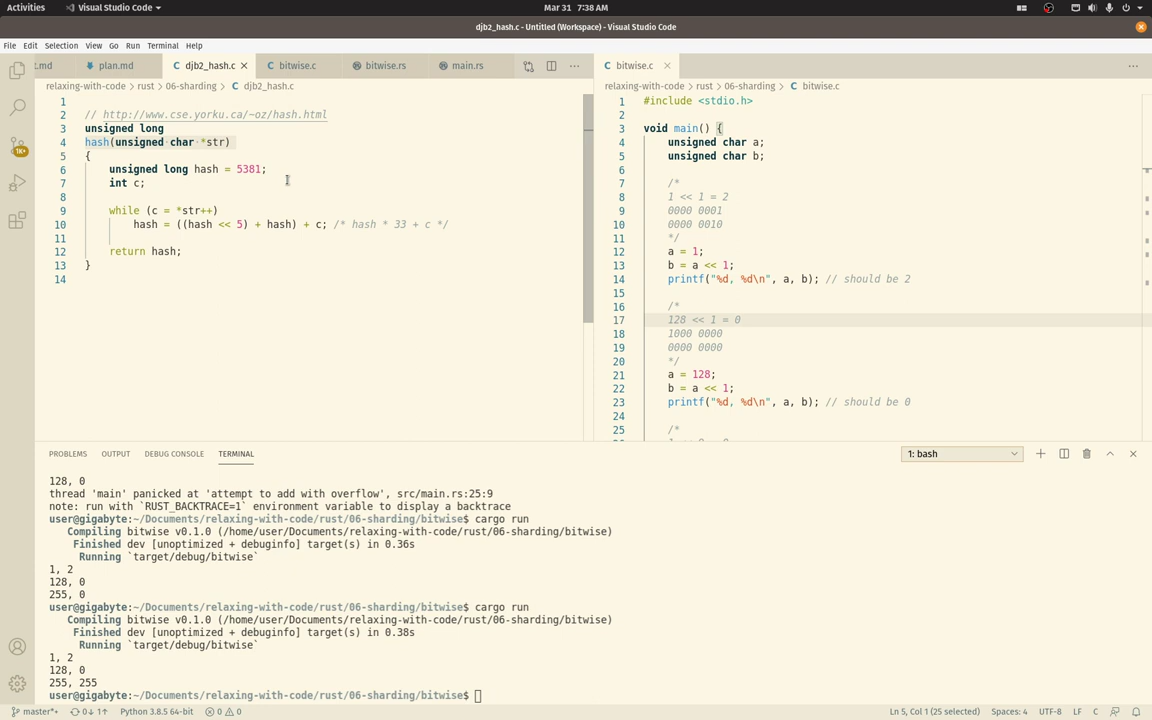 Activities
Visual Studio Code
Mar 31 7:38 AM
djb2_hash.c - Untitled (Workspace) - Visual Studio Code
File Edit Selection View Go Run Terminal Help
.md plan.md djb2_hash.c bitwise.c bitwise.rs main.rs
bitwise.c
relaxing-with-code > rust > 06-sharding > djb2_hash.c
relaxing-with-code > rust > 06-sharding > bitwise.c
1K+
1
2 // http://www.cse.yorku.ca/~oz/hash.html
3 unsigned long
4 hash(unsigned char *str)
5 {
6 unsigned long hash = 5381;
7 int c;
8
9 while (c = *str++)
10 hash = ((hash << 5) + hash) + c; /* hash * 33 + c */
11
12 return hash;
13 }
14
1 #include <stdio.h>
2
3 void main() {
4 unsigned char a;
5 unsigned char b;
6
7 /*
8 1 << 1 = 2
9 0000 0001
10 0000 0010
11 */
12 a = 1;
13 b = a << 1;
14 printf("%d, %d\n", a, b); // should be 2
15
16 /*
17 128 << 1 = 0
18 1000 0000
19 0000 0000
20 */
21 a = 128;
22 b = a << 1;
23 printf("%d, %d\n", a, b); // should be 0
24
25 /*
PROBLEMS OUTPUT DEBUG CONSOLE TERMINAL
1: bash
128, 0
thread 'main' panicked at 'attempt to add with overflow', src/main.rs:25:9
note: run with `RUST_BACKTRACE=1` environment variable to display a backtrace
user@gigabyte:~/Documents/relaxing-with-code/rust/06-sharding/bitwise$ cargo run
Compiling bitwise v0.1.0 (/home/user/Documents/relaxing-with-code/rust/06-sharding/bitwise)
Finished dev [unoptimized + debuginfo] target(s) in 0.36s
Running `target/debug/bitwise`
1, 2
128, 0
255, 0
user@gigabyte:~/Documents/relaxing-with-code/rust/06-sharding/bitwise$ cargo run
Compiling bitwise v0.1.0 (/home/user/Documents/relaxing-with-code/rust/06-sharding/bitwise)
Finished dev [unoptimized + debuginfo] target(s) in 0.38s
Running `target/debug/bitwise`
1, 2
128, 0
255, 255
user@gigabyte:~/Documents/relaxing-with-code/rust/06-sharding/bitwise$
master*+ 0↓ 1↑ Python 3.8.5 64-bit 0 0
Ln 5, Col 1 (25 selected) Spaces: 4 UTF-8 LF C